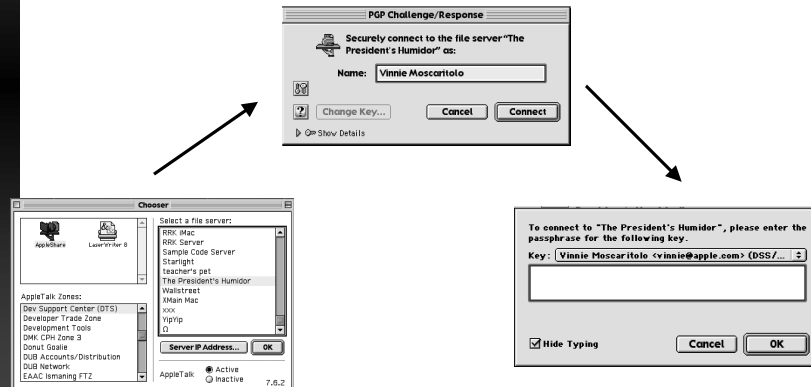 PGP Challenge/Response
Securely connect to the file server "The
President's Humidor" as:
Name: Vinnie Moscaritolo
?
Change Key... Cancel Connect
Show Details
Chooser
AppleShare LaserWriter 8
AppleTalk Zones:
Dev Support Center (DTS)
Developer Trade Zone
Development Tools
DMK CPH Zone 3
Donut Goalie
DUB Accounts/Distribution
DUB Network
EAAC Ismaning FTZ
Select a file server:
RRK iMac
RRK Server
Sample Code Server
Starlight
teacher's pet
The President's Humidor
Wallstreet
XMain Mac
xxx
YipYip
Ω
Server IP Address... OK
AppleTalk Active
Inactive
7.6.2
To connect to "The President's Humidor", please enter the
passphrase for the following key.
Key: Vinnie Moscaritolo <vinnie@apple.com> (DSS/...
Hide Typing Cancel OK